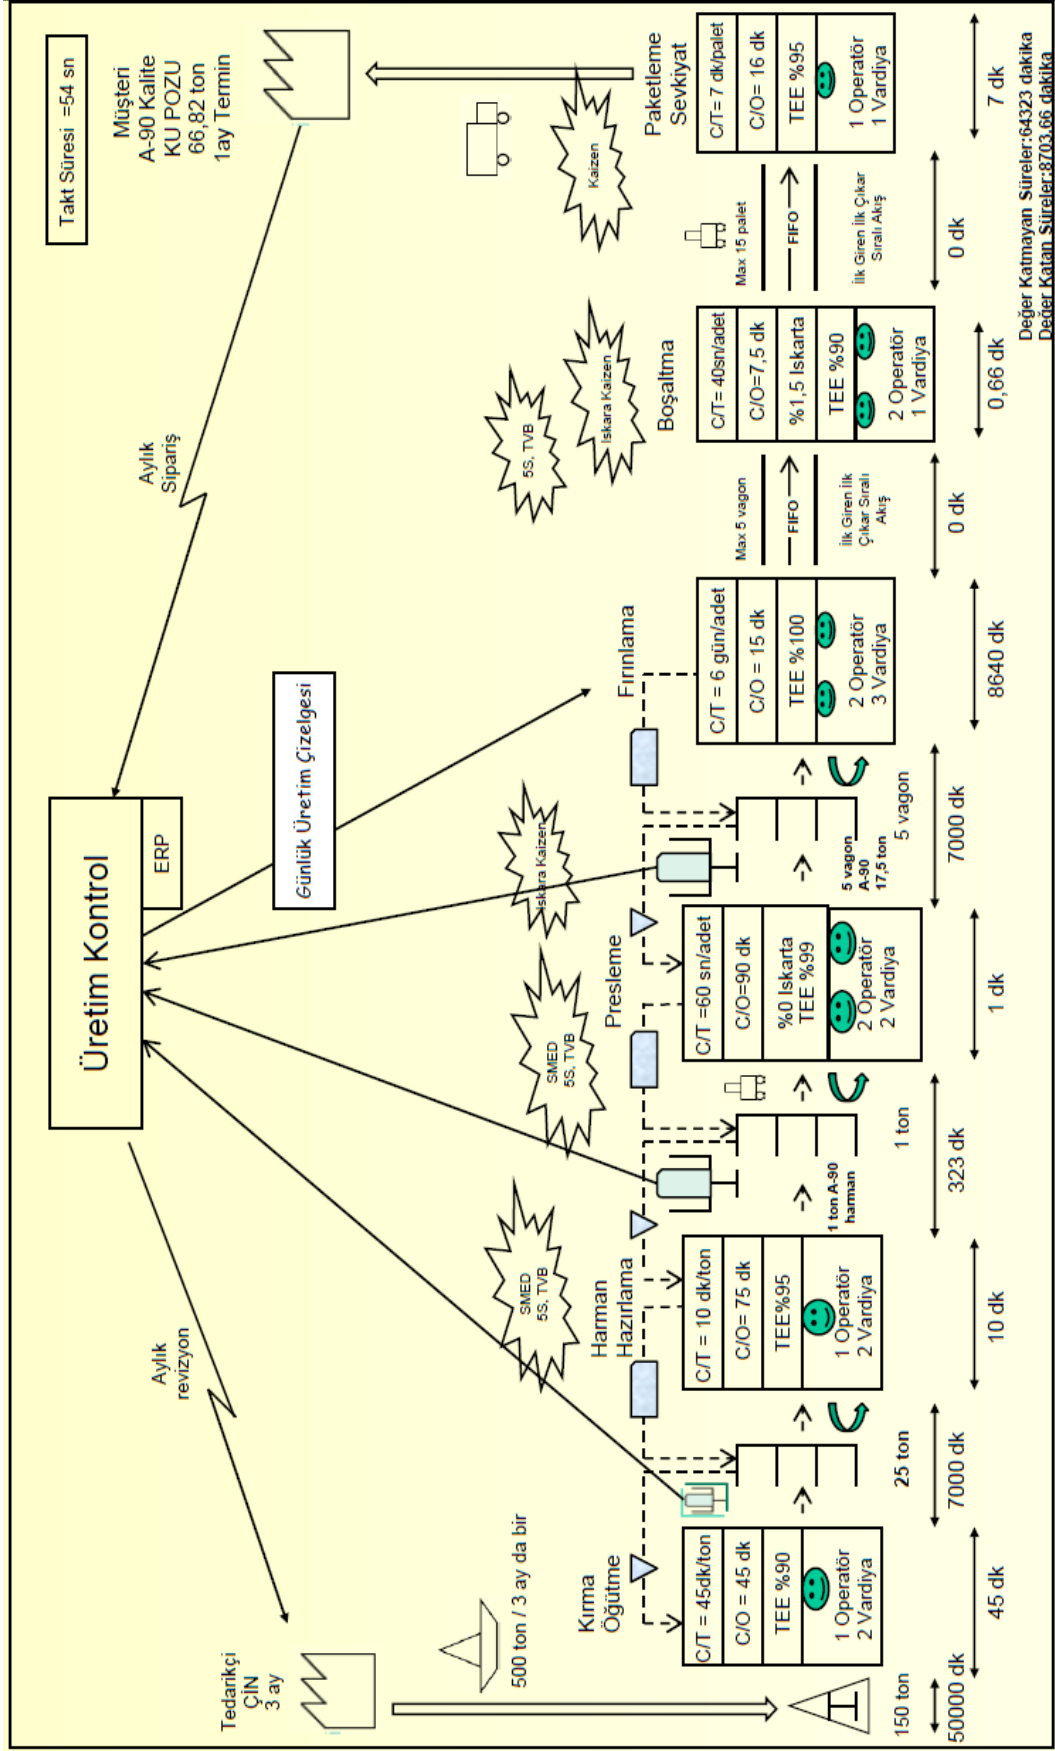 Takt Süresi =54 sn
Müşteri
A-90 Kalite
KU POZU
66,82 ton
1ay Termin
Aylık
Sipariş
Üretim Kontrol
ERP
Günlük Üretim Çizelgesi
Aylık
revizyon
Tedarikçi
ÇİN
3 ay
500 ton / 3 ay da bir
SMED
5S, TVB
SMED
5S, TVB
Iskara Kaizen
5S, TVB
Iskara Kaizen
Kaizen
150 ton
50000 dk
Kırma
Öğütme
C/T = 45dk/ton
C/O = 45 dk
TEE %90
1 Operatör
2 Vardiya
45 dk
25 ton
7000 dk
Harman
Hazırlama
C/T = 10 dk/ton
C/O= 75 dk
TEE%95
1 Operatör
2 Vardiya
10 dk
1 ton A-90
harman
1 ton
323 dk
Presleme
C/T =60 sn/adet
C/O=90 dk
%0 Iskarta
TEE %99
2 Operatör
2 Vardiya
1 dk
5 vagon
A-90
17,5 ton
5 vagon
7000 dk
Fırınlama
C/T = 6 gün/adet
C/O = 15 dk
TEE %100
2 Operatör
3 Vardiya
8640 dk
Max 5 vagon
FIFO
İlk Giren İlk
Çıkar Sıralı
Akış
0 dk
Boşaltma
C/T= 40sn/adet
C/O=7,5 dk
%1,5 Iskarta
TEE %90
2 Operatör
1 Vardiya
0,66 dk
Max 15 palet
FIFO
İlk Giren İlk Çıkar
Sıralı Akış
0 dk
Paketleme
Sevkiyat
C/T= 7 dk/palet
C/O= 16 dk
TEE %95
1 Operatör
1 Vardiya
7 dk
Değer Katmayan Süreler:64323 dakika
Değer Katan Süreler:8703,66 dakika